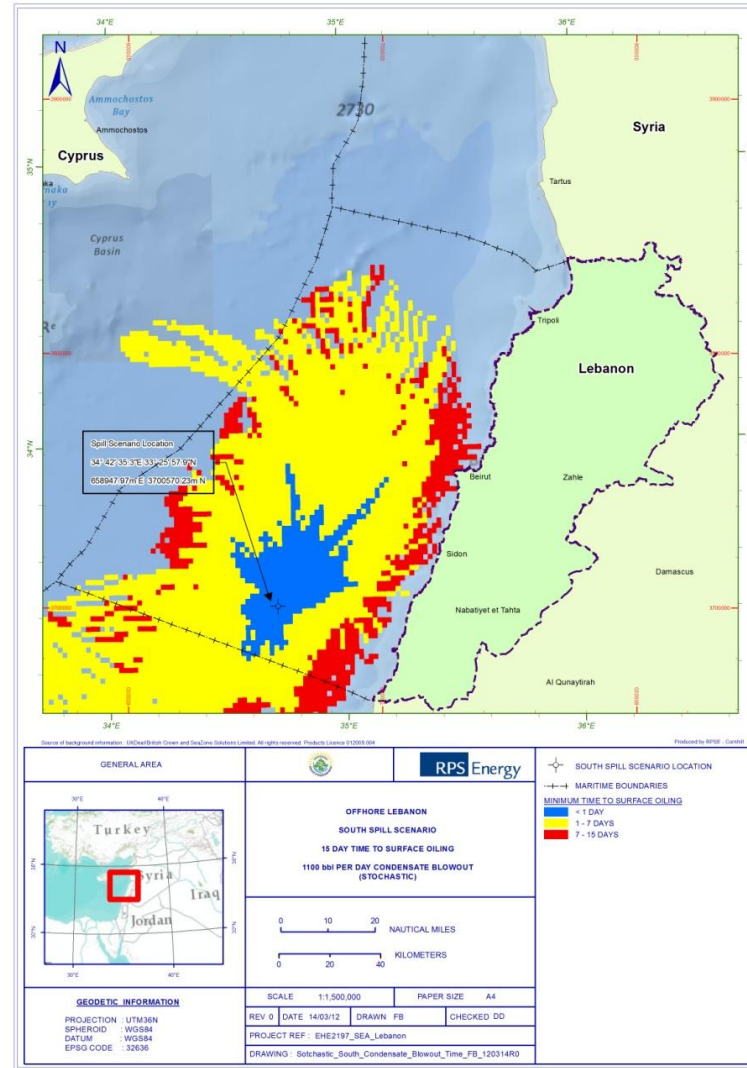 34°E
35°E
36°E
N
Ammochostos
Bay
Ammochostos
Cyprus
2730
Syria
35°N
Tartus
Cyprus
Basin
Tripoli
Lebanon
34°N
Spill Scenario Location
34° 42' 35.3"E 33° 25' 57.9"N
658947.97m E 3700570.23m N
Beirut
Zahle
Sidon
Damascus
3700000
3700000
Nabatiyet et Tahta
Al Qunaytirah
34°E
35°E
36°E
Source of background information: UKDeal/British Crown and SeaZone Solutions Limited. All rights reserved. Products Licence 012009.004
GENERAL AREA
RPS Energy
SOUTH SPILL SCENARIO LOCATION
MARITIME BOUNDARIES
MINIMUM TIME TO SURFACE OILING
< 1 DAY
1 - 7 DAYS
7 - 15 DAYS
30°E
40°E
Turkey
Syria
Iraq
Jordan
30°E
40°E
OFFSHORE LEBANON
SOUTH SPILL SCENARIO
15 DAY TIME TO SURFACE OILING
1100 bbl PER DAY CONDENSATE BLOWOUT
(STOCHASTIC)
0 10 20
NAUTICAL MILES
KILOMETERS
0 20 40
GEODETIC INFORMATION
PROJECTION : UTM36N
SPHEROID : WGS84
DATUM : WGS84
EPSG CODE : 32636
SCALE 1:1,500,000 PAPER SIZE A4
REV 0 DATE 14/03/12 DRAWN FB CHECKED DD
PROJECT REF : EHE2197_SEA_Lebanon
DRAWING : Sotchastic_South_Condensate_Blowout_Time_FB_120314R0